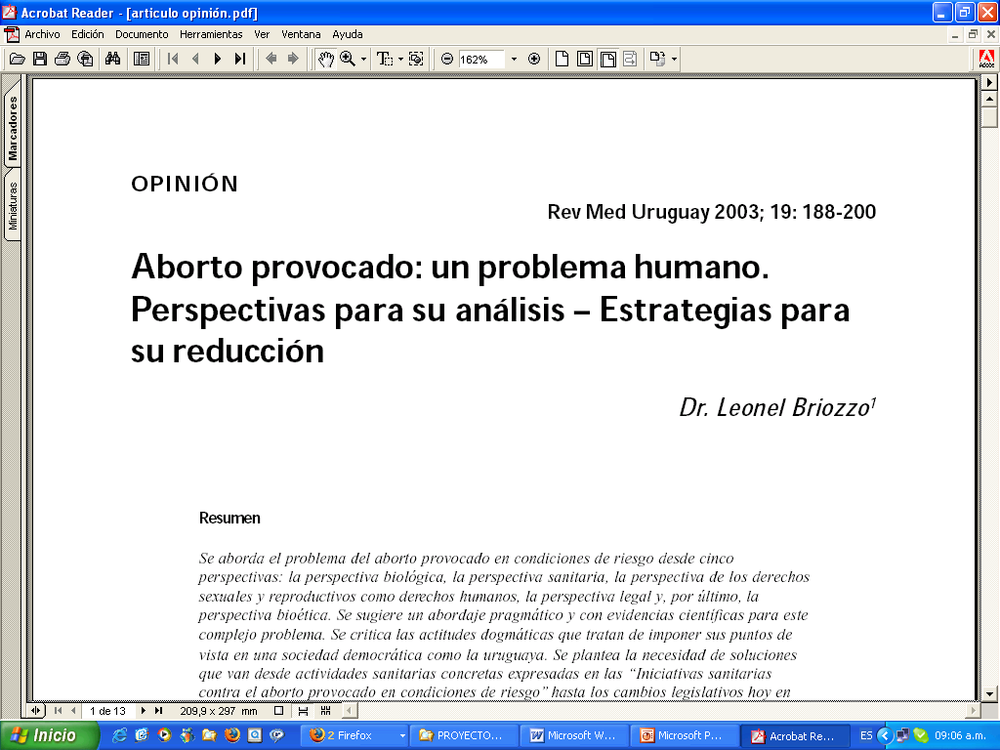 Acrobat Reader - [articulo opinión.pdf]
Archivo Edición Documento Herramientas Ver Ventana Ayuda
162%
Adobe
Marcadores
Miniaturas
OPINIÓN
Rev Med Uruguay 2003; 19: 188-200
Aborto provocado: un problema humano.
Perspectivas para su análisis – Estrategias para
su reducción
Dr. Leonel Briozzo1
Resumen
Se aborda el problema del aborto provocado en condiciones de riesgo desde cinco
perspectivas: la perspectiva biológica, la perspectiva sanitaria, la perspectiva de los derechos
sexuales y reproductivos como derechos humanos, la perspectiva legal y, por último, la
perspectiva bioética. Se sugiere un abordaje pragmático y con evidencias científicas para este
complejo problema. Se critica las actitudes dogmáticas que tratan de imponer sus puntos de
vista en una sociedad democrática como la uruguaya. Se plantea la necesidad de soluciones
que van desde actividades sanitarias concretas expresadas en las “Iniciativas sanitarias
contra el aborto provocado en condiciones de riesgo” hasta los cambios legislativos hoy en
1 de 13 209,9 x 297 mm
Inicio 2 Firefox PROYECTO... Microsoft W... Microsoft P... Acrobat Re... ES 09:06 a.m.